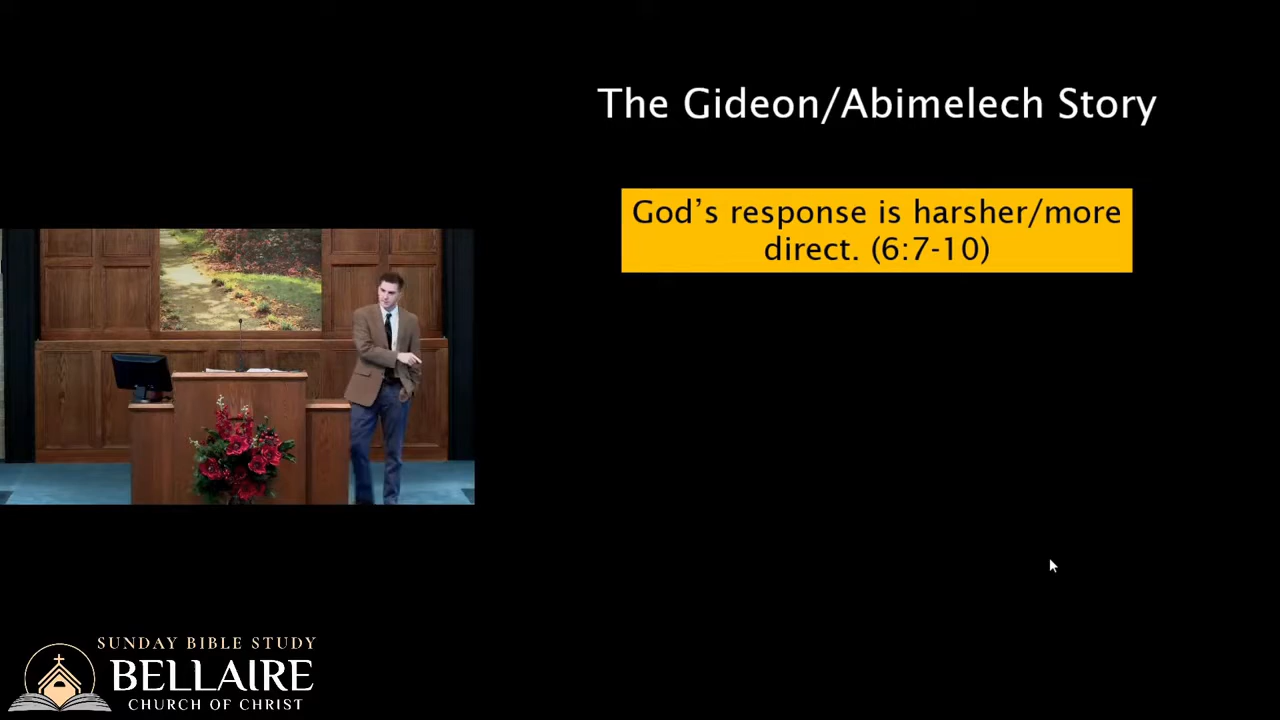 The Gideon/Abimelech Story
God’s response is harsher/more
direct. (6:7-10)
SUNDAY BIBLE STUDY
BELLAIRE
CHURCH OF CHRIST